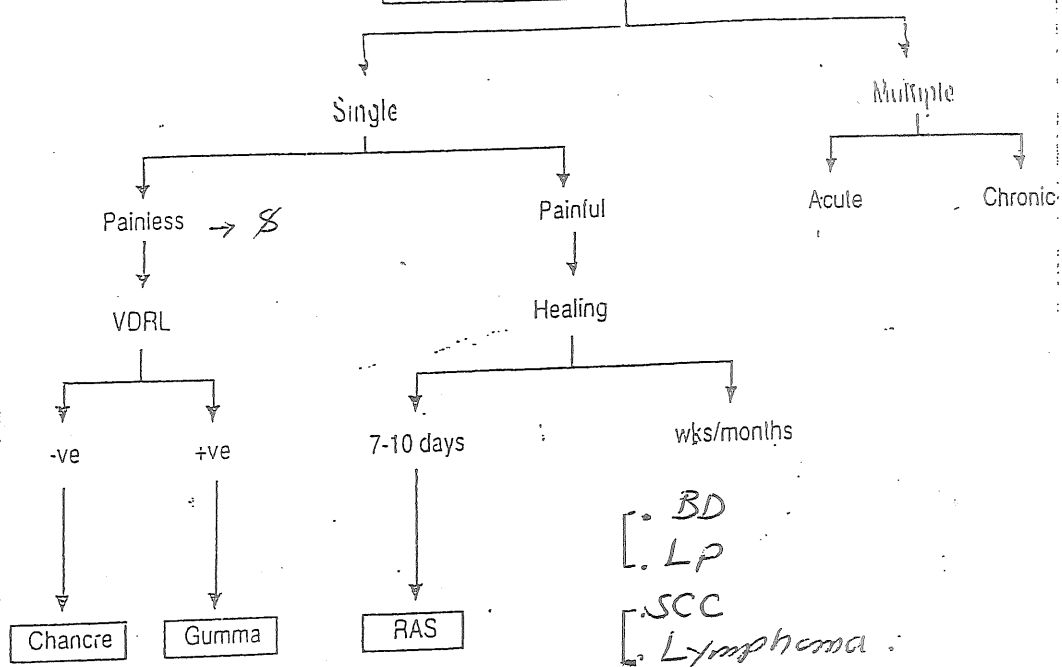 Single
Multiple
Painless → $
Painful
Acute
Chronic
VDRL
Healing
-ve
+ve
7-10 days
wks/months
. BD
. LP
Chancre
Gumma
RAS
. SCC
. Lymphoma